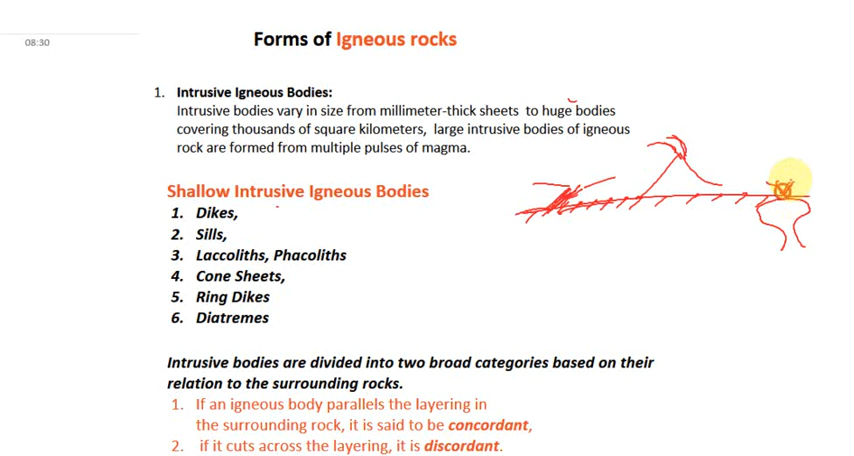 08:30
Forms of Igneous rocks
1. Intrusive Igneous Bodies:
Intrusive bodies vary in size from millimeter-thick sheets to huge bodies
covering thousands of square kilometers, large intrusive bodies of igneous
rock are formed from multiple pulses of magma.
Shallow Intrusive Igneous Bodies
1. Dikes,
2. Sills,
3. Laccoliths, Phacoliths
4. Cone Sheets,
5. Ring Dikes
6. Diatremes
Intrusive bodies are divided into two broad categories based on their
relation to the surrounding rocks.
1. If an igneous body parallels the layering in
the surrounding rock, it is said to be concordant,
2. if it cuts across the layering, it is discordant.